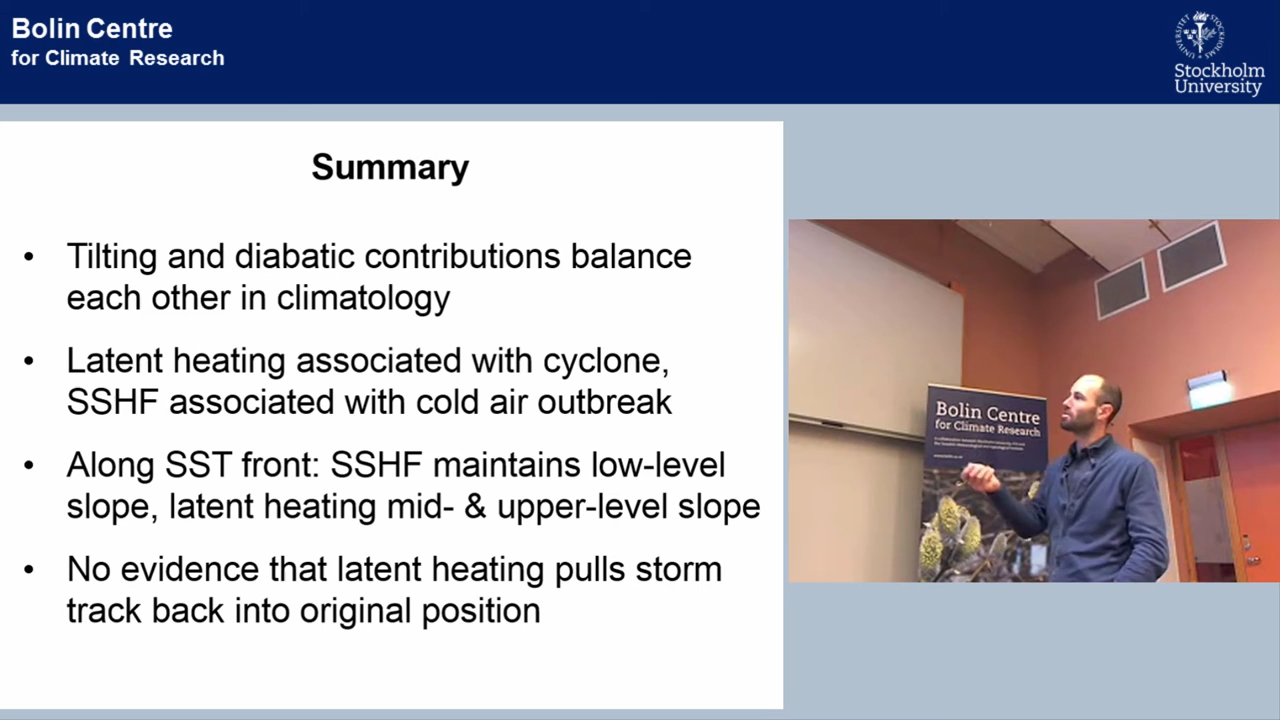 Bolin Centre
for Climate Research
STOCKHOLMS
UNIVERSITET
Stockholm
University
Summary
• Tilting and diabatic contributions balance
each other in climatology
• Latent heating associated with cyclone,
SSHF associated with cold air outbreak
• Along SST front: SSHF maintains low-level
slope, latent heating mid- & upper-level slope
• No evidence that latent heating pulls storm
track back into original position
Bolin Centre
for Climate Research